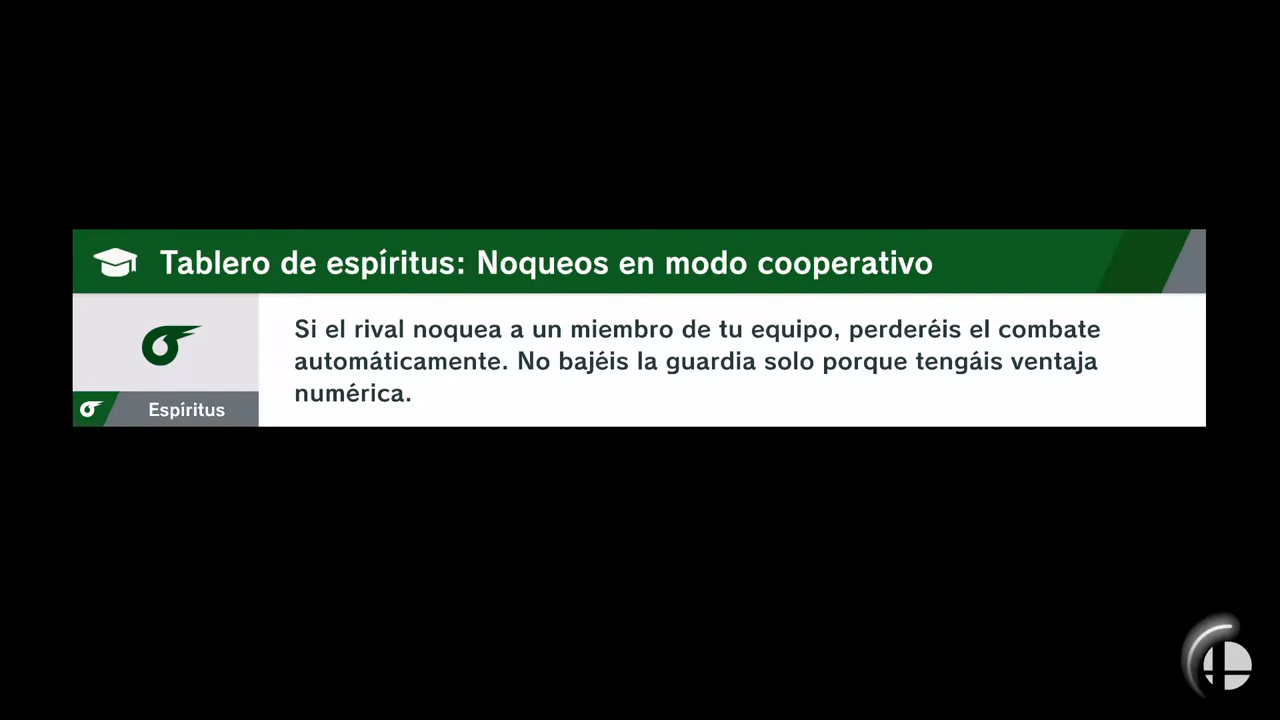 Tablero de espíritus: Noqueos en modo cooperativo
Si el rival noquea a un miembro de tu equipo, perderéis el combate
automáticamente. No bajéis la guardia solo porque tengáis ventaja
numérica.
Espíritus